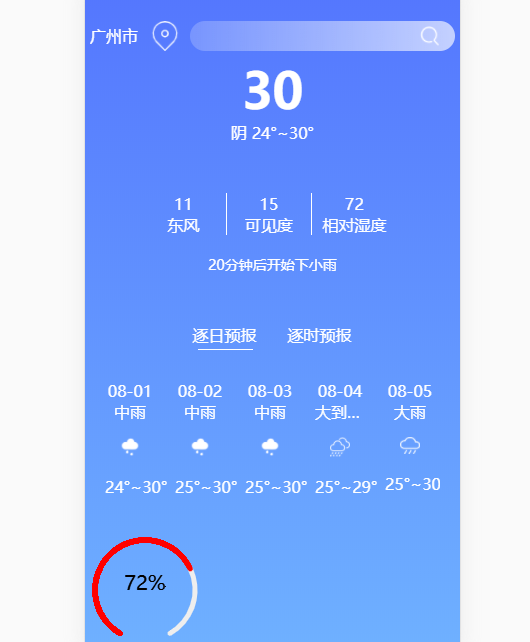 广州市
30
阴 24°~30°
11 15 72
东风 可见度 相对湿度
20分钟后开始下小雨
逐日预报 逐时预报
08-01 08-02 08-03 08-04 08-05
中雨 中雨 中雨 大到... 大雨
24°~30° 25°~30° 25°~30° 25°~29° 25°~30
72%